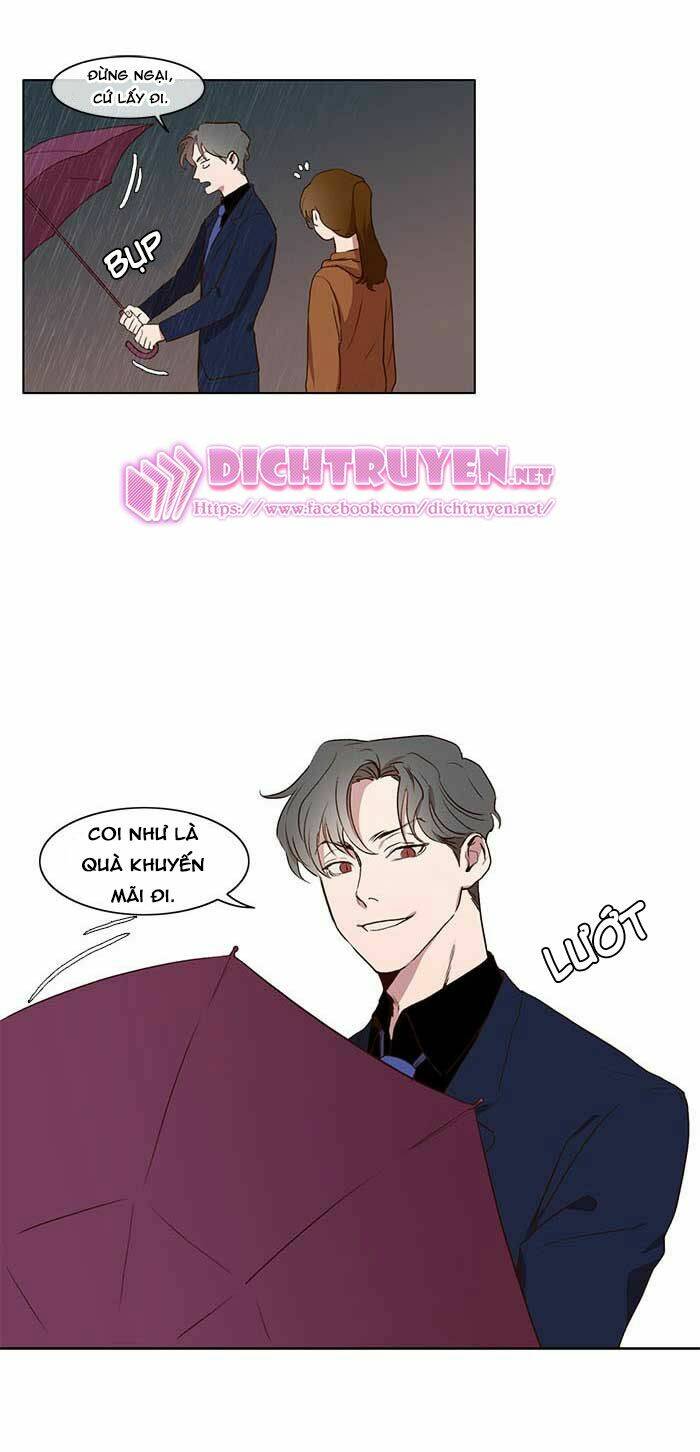 ĐỪNG NGẠI,
CỨ LẤY ĐI.
BỤP
DICHTRUYEN.NET
Https://www.facebook.com/dichtruyen.net/
COI NHƯ LÀ
QUÀ KHUYẾN
MÃI ĐI.
LƯỚT